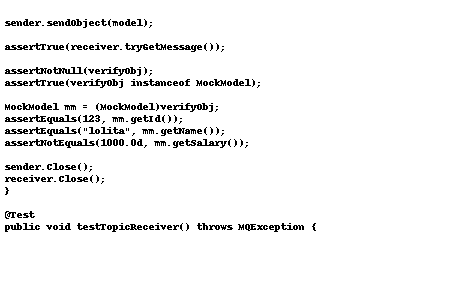 sender.sendObject(model);
assertTrue(receiver.tryGetMessage());
assertNotNull(verifyObj);
assertTrue(verifyObj instanceof MockModel);
MockModel mm = (MockModel)verifyObj;
assertEquals(123, mm.getId());
assertEquals("lolita", mm.getName());
assertNotEquals(1000.0d, mm.getSalary());
sender.Close();
receiver.Close();
}
@Test
public void testTopicReceiver() throws MQException {